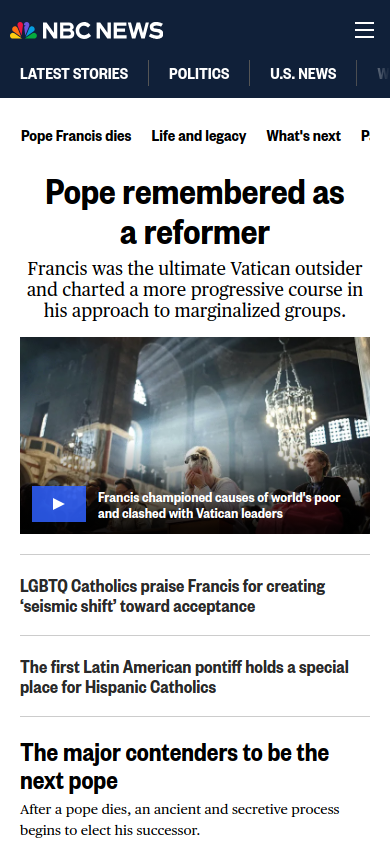 NBC NEWS
LATEST STORIES POLITICS U.S. NEWS
Pope Francis dies Life and legacy What's next
Pope remembered as
a reformer
Francis was the ultimate Vatican outsider
and charted a more progressive course in
his approach to marginalized groups.
Francis championed causes of world's poor
and clashed with Vatican leaders
LGBTQ Catholics praise Francis for creating
‘seismic shift’ toward acceptance
The first Latin American pontiff holds a special
place for Hispanic Catholics
The major contenders to be the
next pope
After a pope dies, an ancient and secretive process
begins to elect his successor.